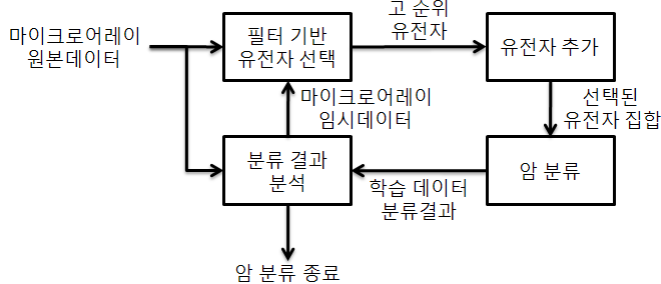 마이크로어레이
원본데이터
필터 기반
유전자 선택
고 순위
유전자
유전자 추가
마이크로어레이
임시데이터
선택된
유전자 집합
분류 결과
분석
학습 데이터
분류결과
암 분류
암 분류 종료